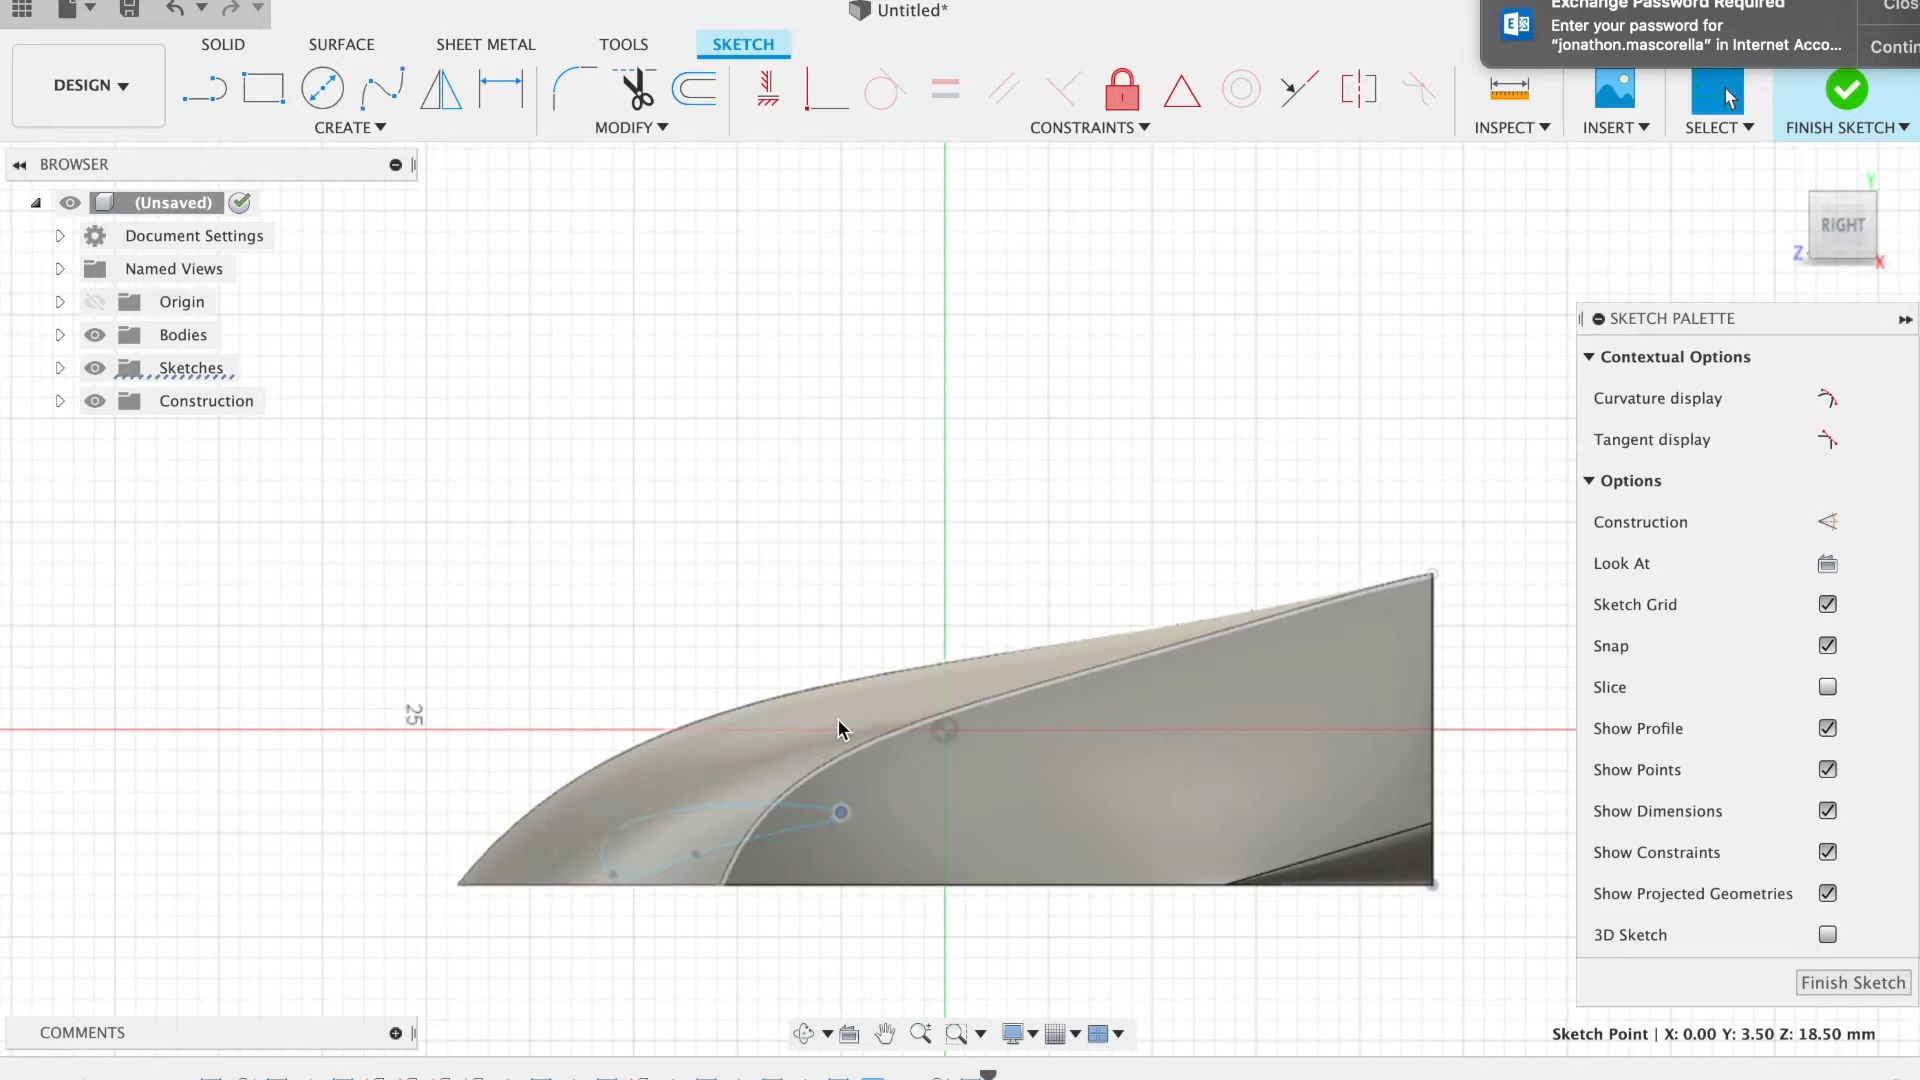 Untitled*
Exchange Password Required
Enter your password for
"jonathon.mascorella" in Internet Acco...
Clos
Contin
SOLID
SURFACE
SHEET METAL
TOOLS
SKETCH
DESIGN
CREATE
MODIFY
CONSTRAINTS
INSPECT
INSERT
SELECT
FINISH SKETCH
BROWSER
(Unsaved)
Document Settings
Named Views
Origin
Bodies
Sketches
Construction
Y
RIGHT
Z
X
25
SKETCH PALETTE
Contextual Options
Curvature display
Tangent display
Options
Construction
Look At
Sketch Grid
Snap
Slice
Show Profile
Show Points
Show Dimensions
Show Constraints
Show Projected Geometries
3D Sketch
Finish Sketch
COMMENTS
Sketch Point | X: 0.00 Y: 3.50 Z: 18.50 mm